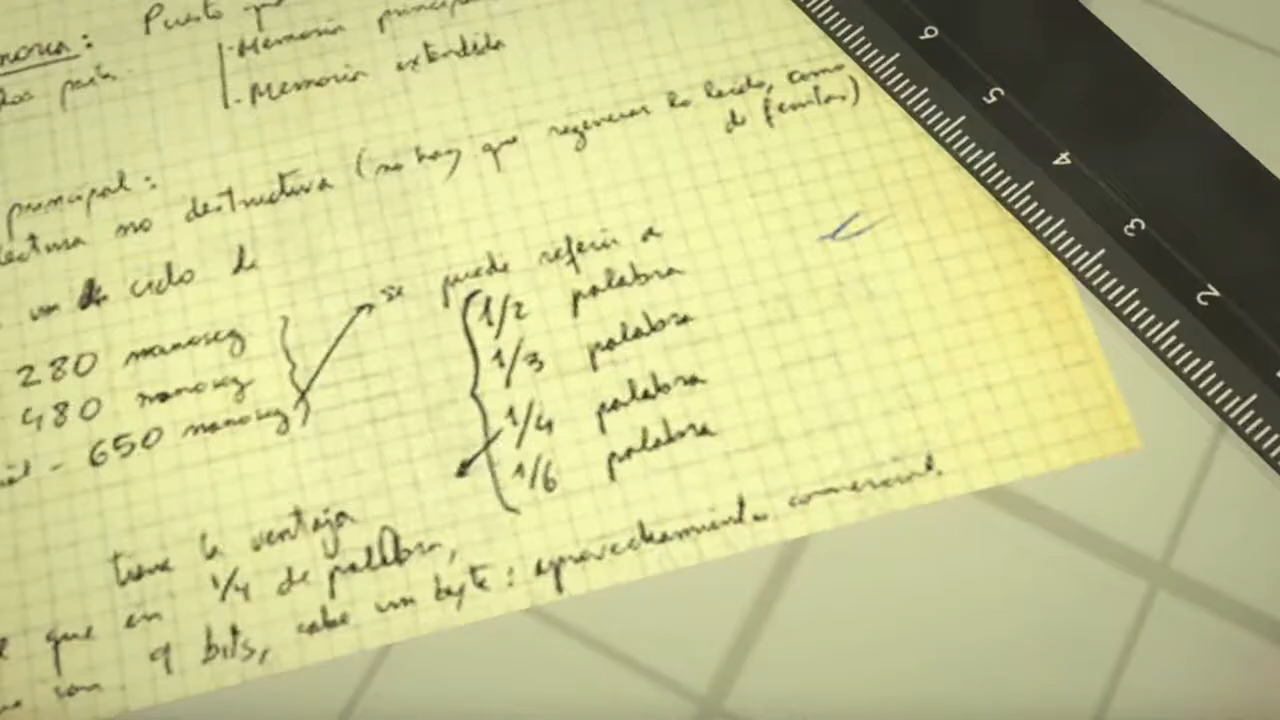 Memoria: Puesto que
Memoria principal
- Memoria extendida
principal:
lectura no destructiva (no hay que regenerar lo leído, como
de ferritas)
un ciclo de
280 nanoseg
480 nanoseg
- 650 nanoseg
se puede referir a
1/2 palabra
1/3 palabra
1/4 palabra
1/6 palabra
tiene la ventaja
que en 1/4 de palabra,
son 9 bits, cabe un byte: aprovechamiento comercial.
6
5
4
3
2